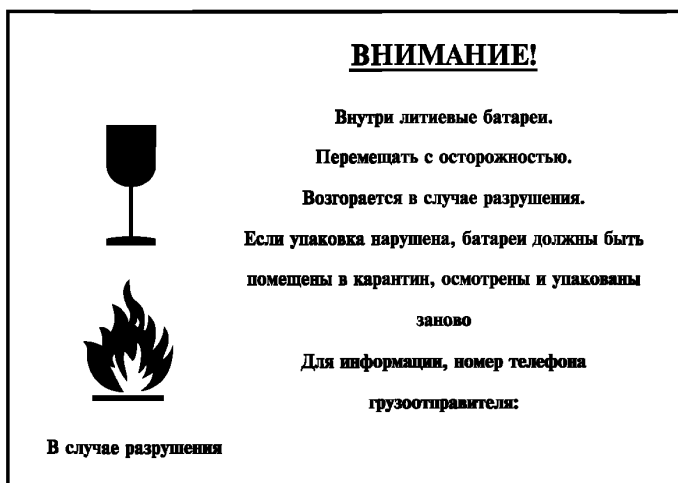 ВНИМАНИЕ!
Внутри литиевые батареи.
Перемещать с осторожностью.
Возгорается в случае разрушения.
Если упаковка нарушена, батареи должны быть
помещены в карантин, осмотрены и упакованы
заново
Для информации, номер телефона
грузоотправителя:
В случае разрушения